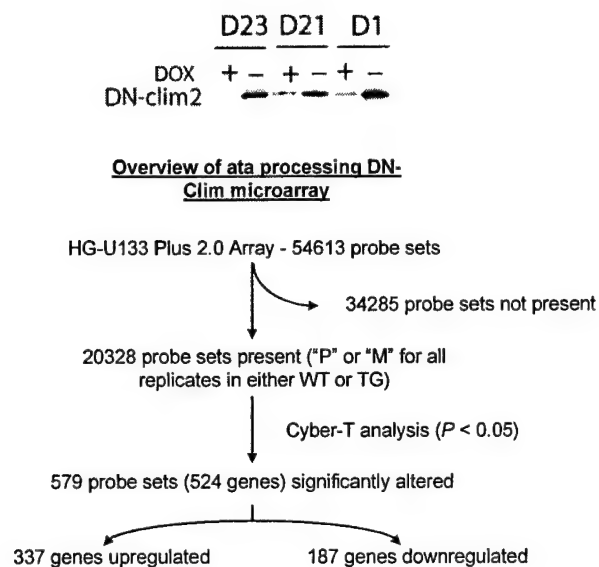 D23 D21 D1
DOX + – + – + –
DN-clim2
Overview of ata processing DN-
Clim microarray
HG-U133 Plus 2.0 Array - 54613 probe sets
34285 probe sets not present
20328 probe sets present ("P" or "M" for all
replicates in either WT or TG)
Cyber-T analysis (P < 0.05)
579 probe sets (524 genes) significantly altered
337 genes upregulated 187 genes downregulated